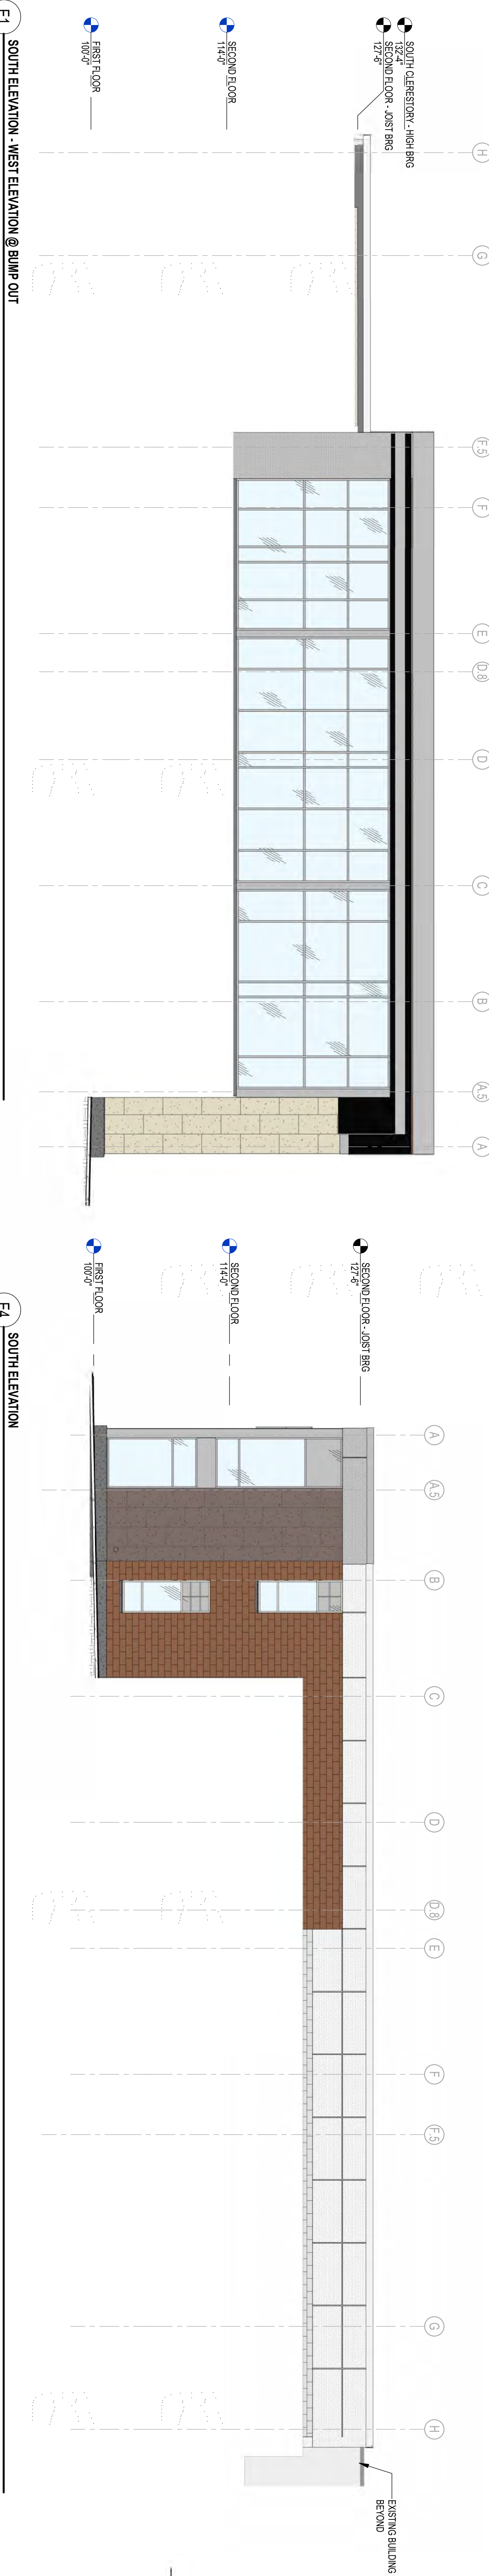 SOUTH CLERESTORY - HIGH BRG
132'-4"
SECOND FLOOR - JOIST BRG
127'-6"
SECOND FLOOR
114'-0"
FIRST FLOOR
100'-0"
H
G
F.5
F
E
D.8
D
C
B
A.5
A
E1
SOUTH ELEVATION - WEST ELEVATION @ BUMP OUT
SECOND FLOOR - JOIST BRG
127'-6"
SECOND FLOOR
114'-0"
FIRST FLOOR
100'-0"
A
A.5
B
C
D
D.8
E
F
F.5
G
H
EXISTING BUILDING
BEYOND
E4
SOUTH ELEVATION